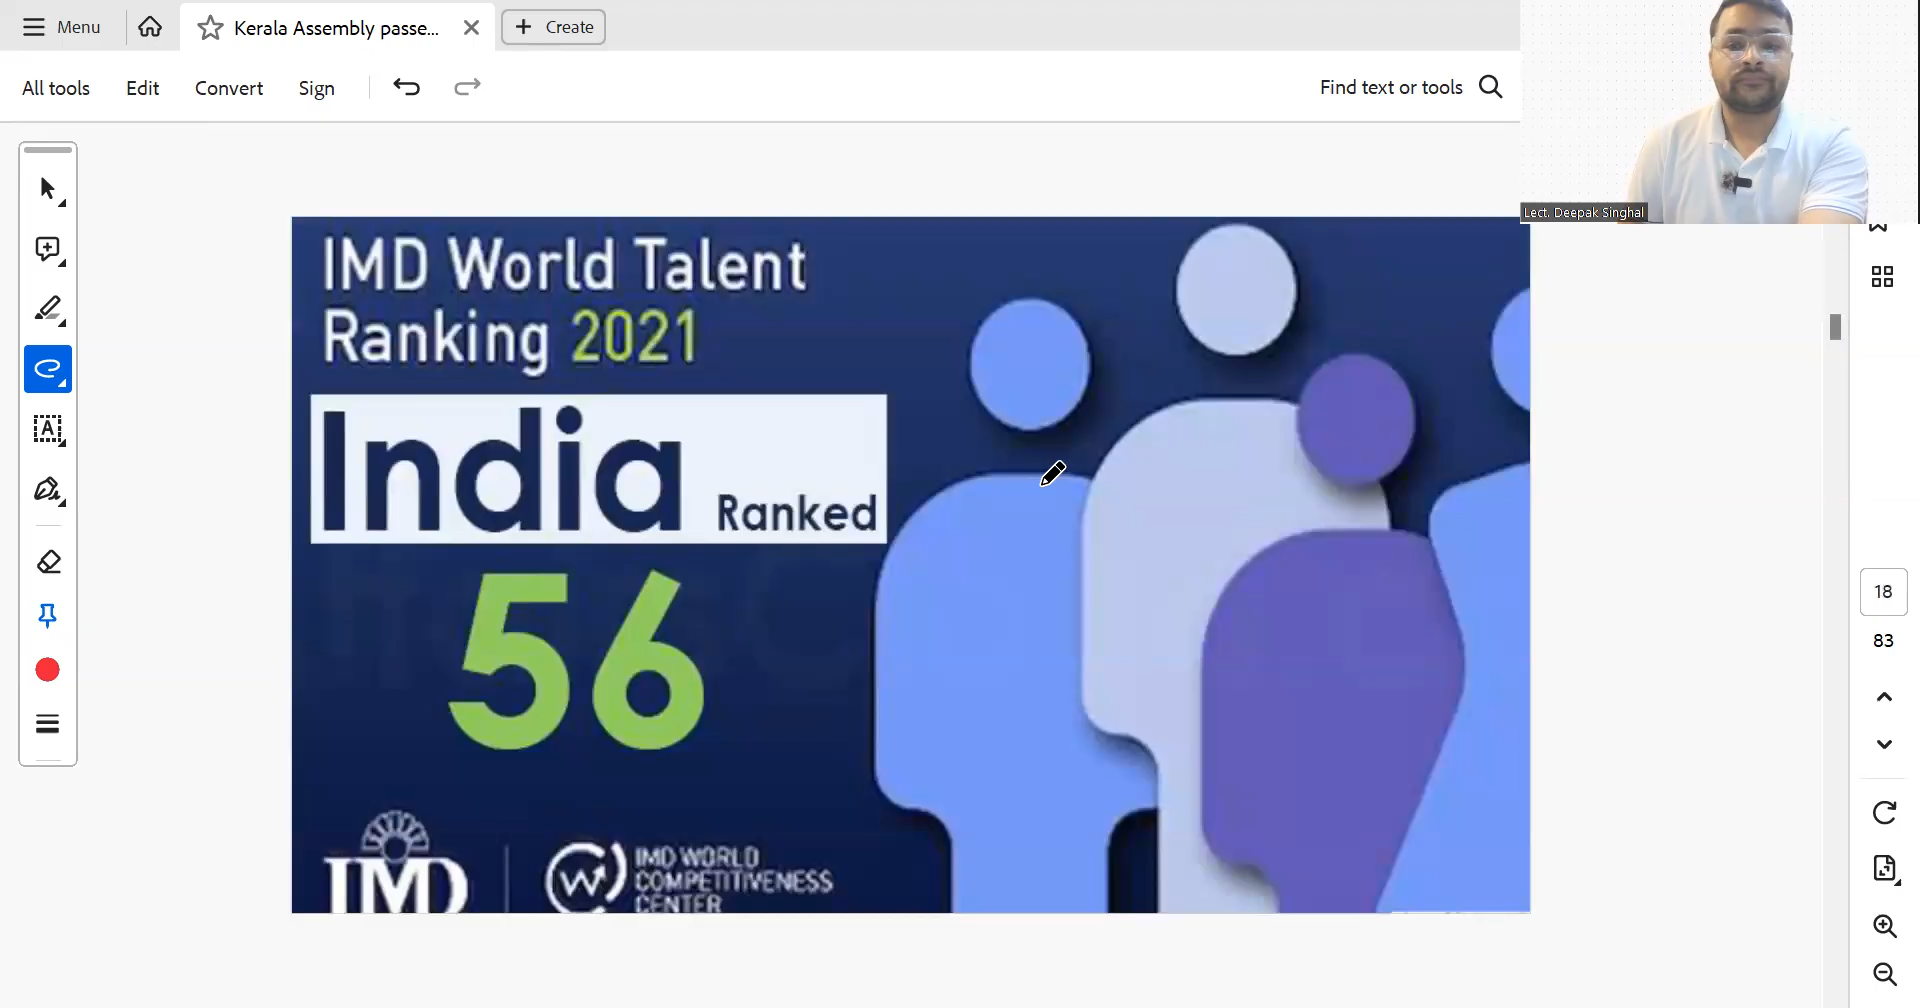 Menu
Kerala Assembly passe...
Create
All tools
Edit
Convert
Sign
Find text or tools
Lect. Deepak Singhal
IMD World Talent
Ranking 2021
India Ranked
56
IMD
IMD WORLD
COMPETITIVENESS
CENTER
18
83